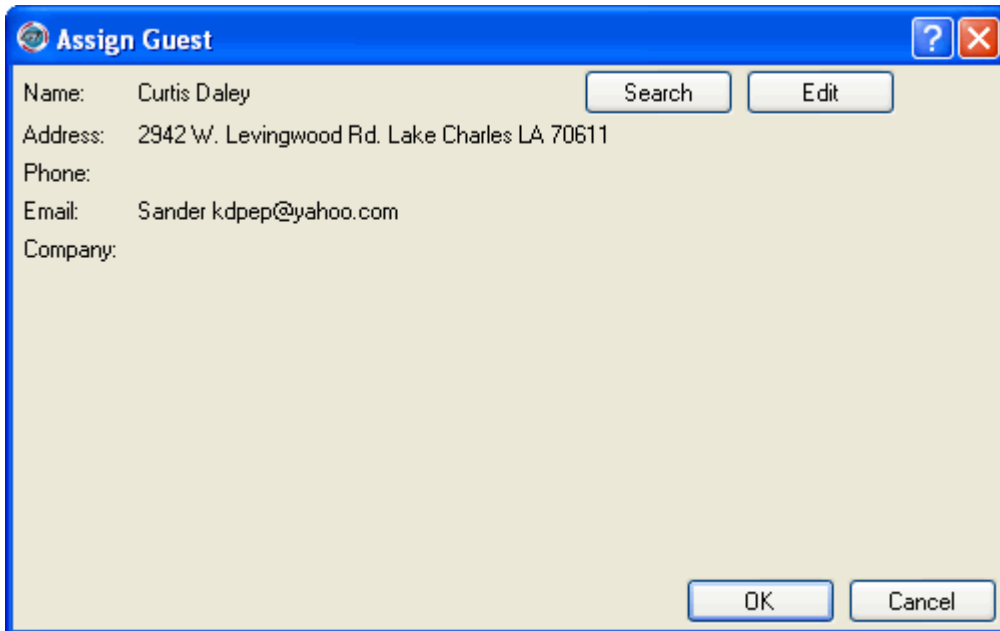 Assign Guest
Name: Curtis Daley Search Edit
Address: 2942 W. Levingwood Rd. Lake Charles LA 70611
Phone:
Email: Sander kdpep@yahoo.com
Company:
OK Cancel